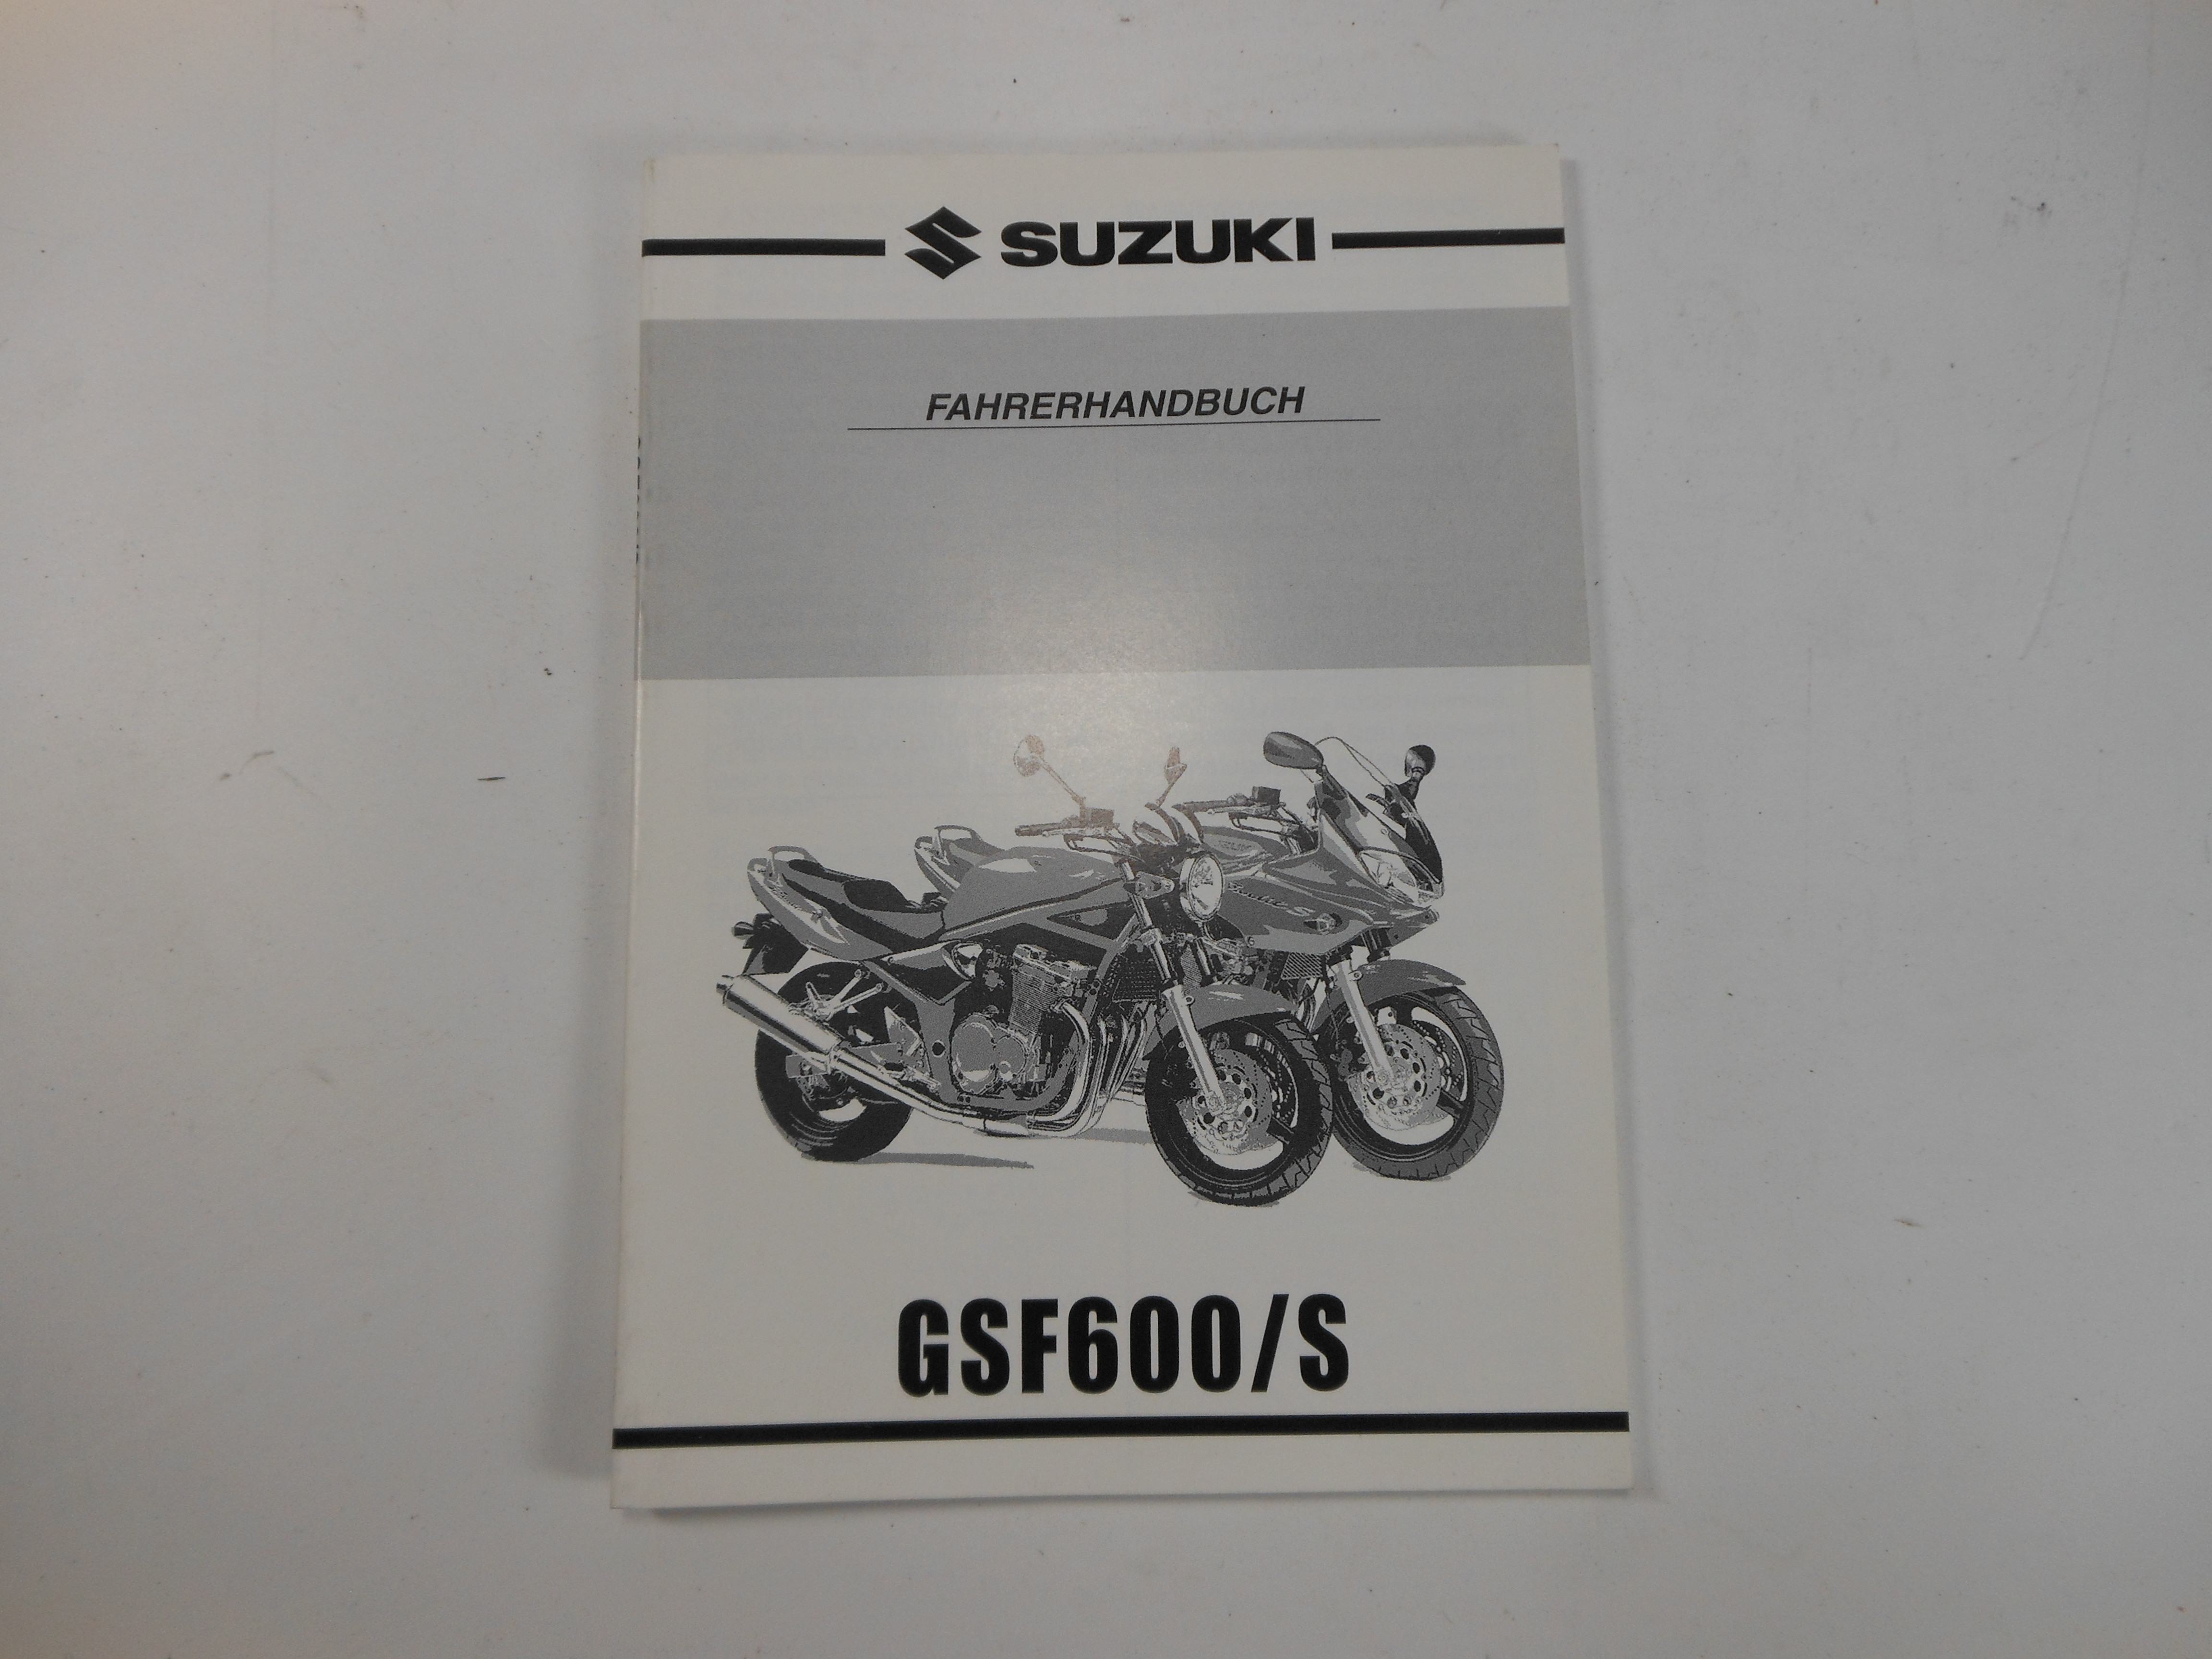 SUZUKI
FAHRERHANDBUCH
GSF600/S